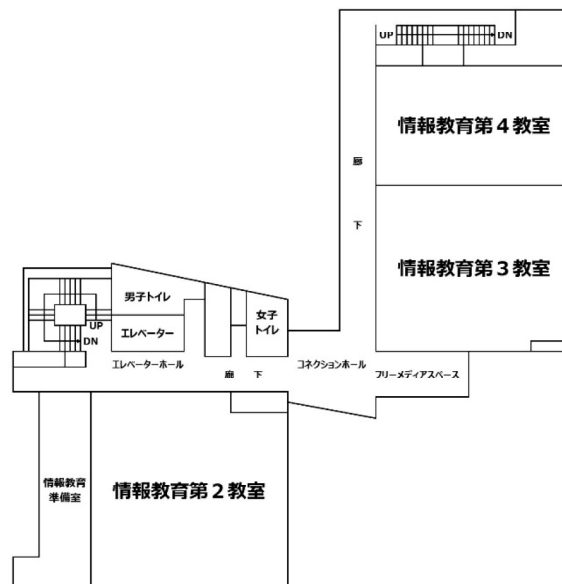 UP
DN
情報教育第４教室
廊
下
情報教育第３教室
男子トイレ
女子
トイレ
UP
エレベーター
DN
エレベーターホール
廊 下
コネクションホール
フリーメディアスペース
情報教育
準備室
情報教育第２教室